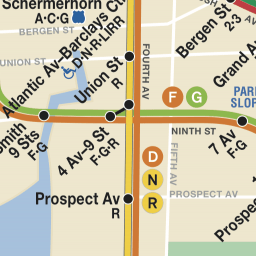 Schermerhorn
A·C·G
BERGEN ST
Atlantic Av-Barclays Ctr
D·N·R·LIRR
Bergen St
2·3
UNION ST
Union St
R
FOURTH AV
Grand A
F G
PARK
SLOP
Smith
9 Sts
F·G
4 Av-9 St
F·G·R
NINTH ST
7 Av
F·G
D
N
R
FIFTH AV
Prospect Av
R
PROSPECT AV
Prospec